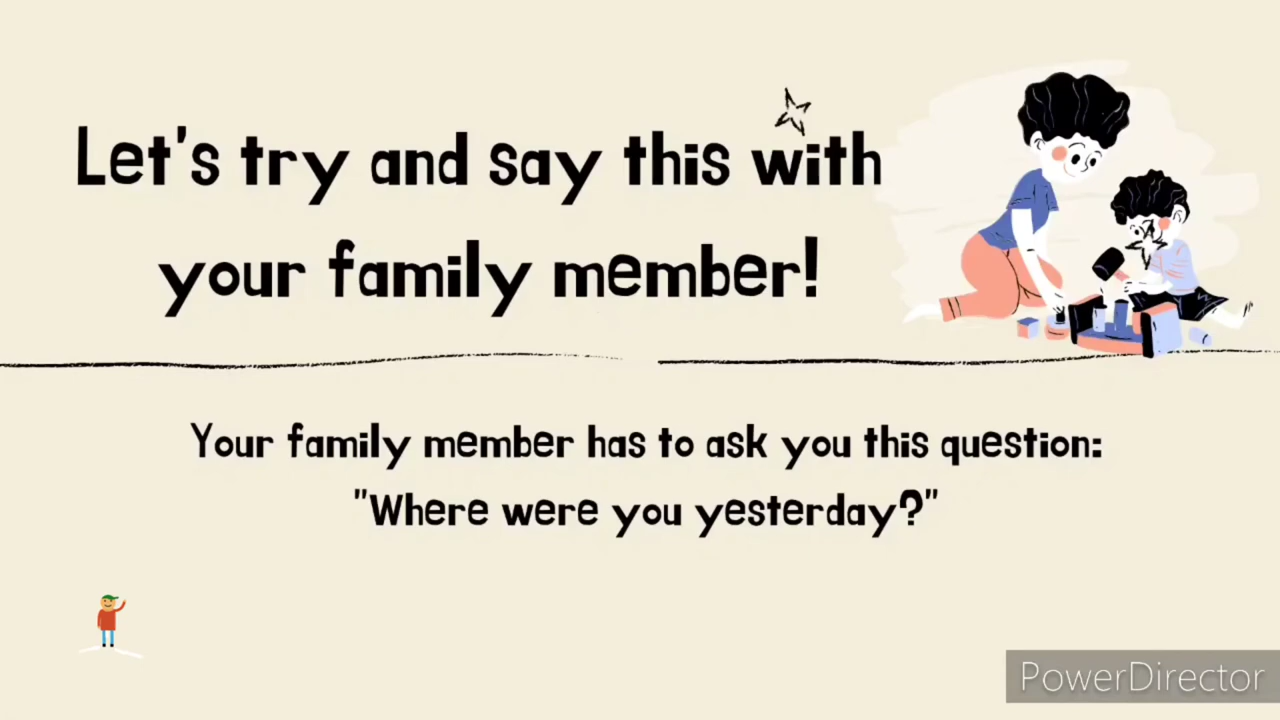 Let's try and say this with
your family member!
Your family member has to ask you this question:
"Where were you yesterday?"
PowerDirector